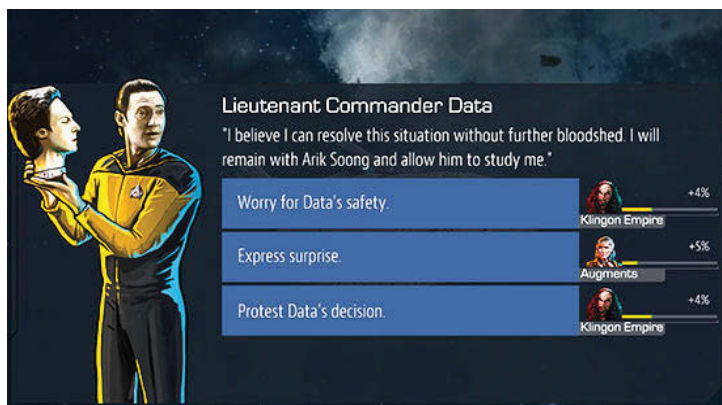 Lieutenant Commander Data
"I believe I can resolve this situation without further bloodshed. I will
remain with Arik Soong and allow him to study me."
Worry for Data's safety.
+4%
Klingon Empire
Express surprise.
+5%
Augments
Protest Data's decision.
+4%
Klingon Empire